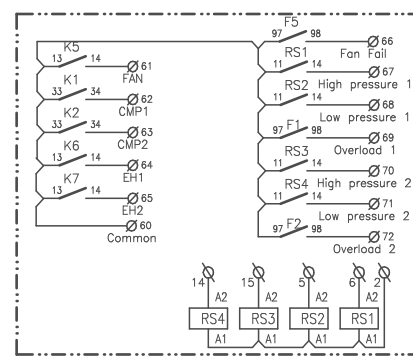 F5
97 98
66
Fan Fail
K5
13 14
61
FAN
RS1
11 14
67
High pressure 1
K1
33 34
62
CMP1
RS2
11 14
68
Low pressure 1
K2
33 34
63
CMP2
F1
97 98
69
Overload 1
K6
13 14
64
EH1
RS3
11 14
70
High pressure 2
K7
13 14
65
EH2
RS4
11 14
71
Low pressure 2
60
Common
F2
97 98
72
Overload 2
14 15 5 6 2
A2 A2 A2 A2
RS4 RS3 RS2 RS1
A1 A1 A1 A1